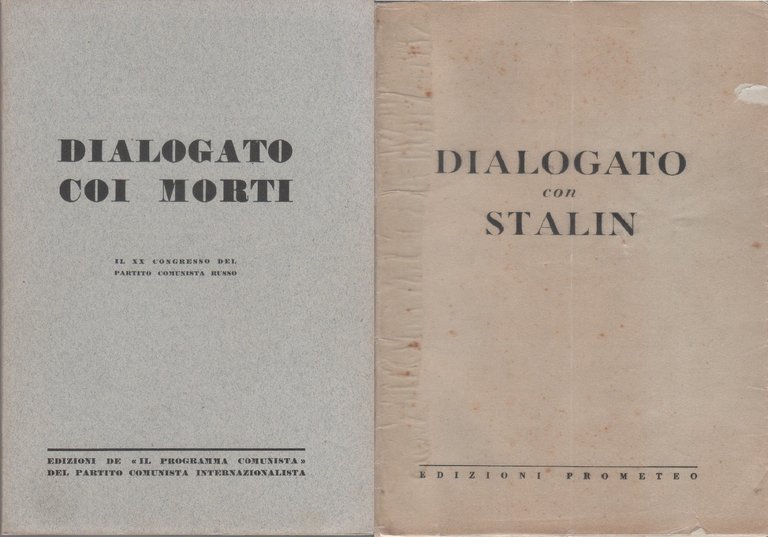 DIALOGATO
COI MORTI
IL XX CONGRESSO DEL
PARTITO COMUNISTA RUSSO
EDIZIONI DE «IL PROGRAMMA COMUNISTA»
DEL PARTITO COMUNISTA INTERNAZIONALISTA
DIALOGATO
con
STALIN
EDIZIONI PROMETEO